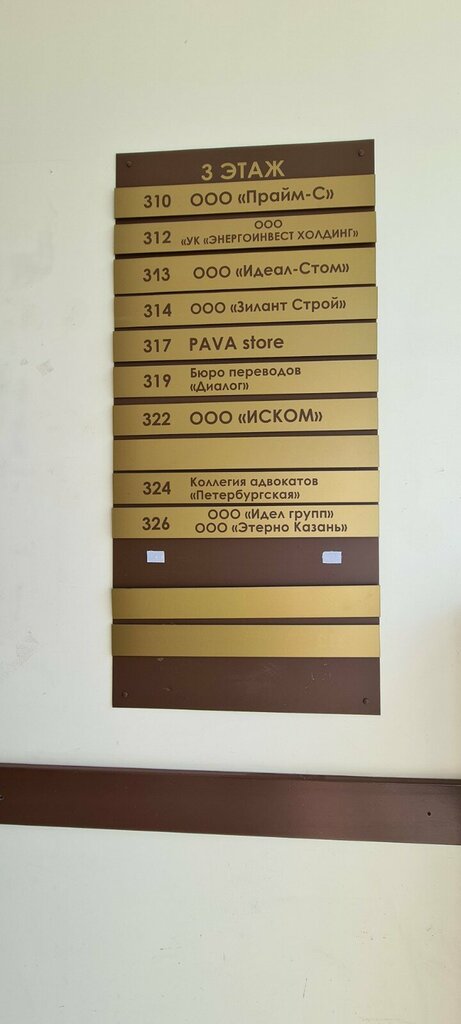 3 ЭТАЖ
310 ООО «Прайм-С»
312 ООО
«УК «ЭНЕРГОИНВЕСТ ХОЛДИНГ»
313 ООО «Идеал-Стом»
314 ООО «Зилант Строй»
317 PAVA store
319 Бюро переводов
«Диалог»
322 ООО «ИСКОМ»
324 Коллегия адвокатов
«Петербургская»
326 ООО «Идел групп»
ООО «Этерно Казань»